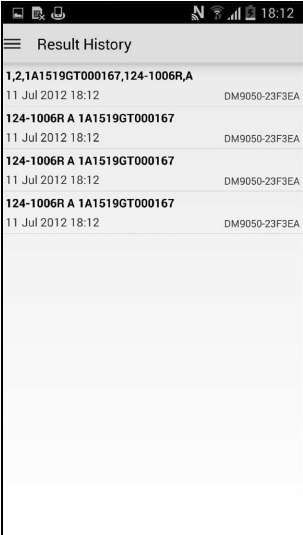 18:12
Result History
1,2,1A1519GT000167,124-1006R,A
11 Jul 2012 18:12 DM9050-23F3EA
124-1006R A 1A1519GT000167
11 Jul 2012 18:12 DM9050-23F3EA
124-1006R A 1A1519GT000167
11 Jul 2012 18:12 DM9050-23F3EA
124-1006R A 1A1519GT000167
11 Jul 2012 18:12 DM9050-23F3EA